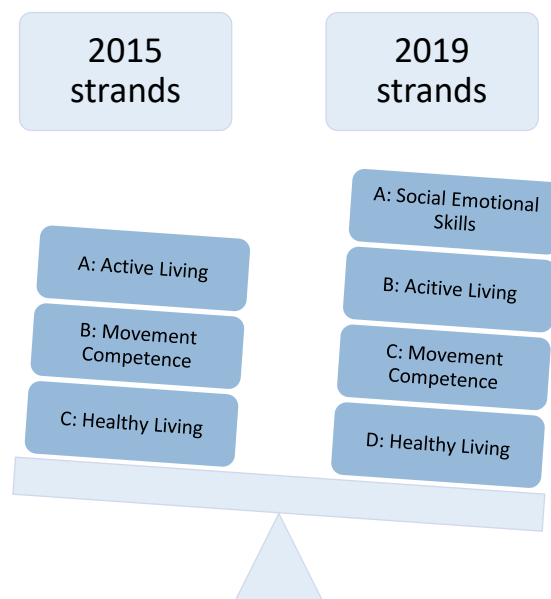 2015
strands
2019
strands
A: Active Living
B: Movement
Competence
C: Healthy Living
A: Social Emotional
Skills
B: Acitive Living
C: Movement
Competence
D: Healthy Living